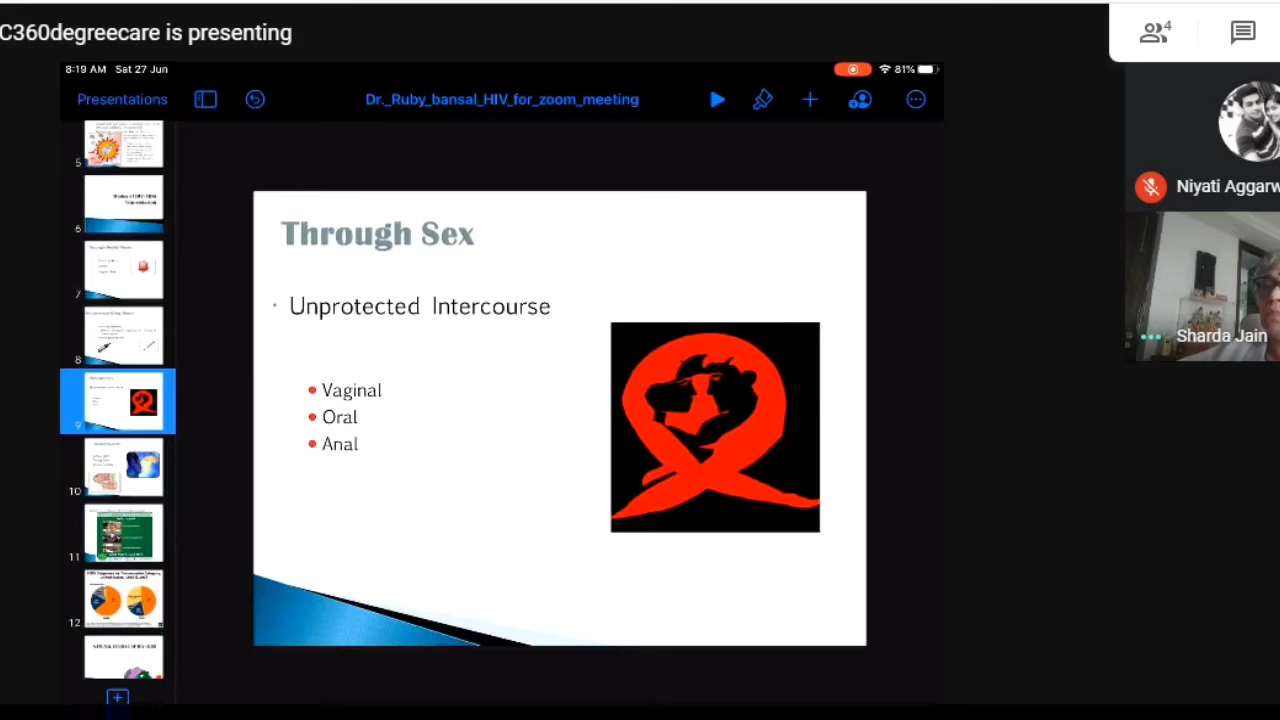 C360degreecare is presenting
4
8:19 AM Sat 27 Jun
81%
Presentations
Dr._Ruby_bansal_HIV_for_zoom_meeting
5
6
7
8
9
10
11
12
Through Sex
Unprotected Intercourse
Vaginal
Oral
Anal
Niyati Aggarw
Sharda Jain